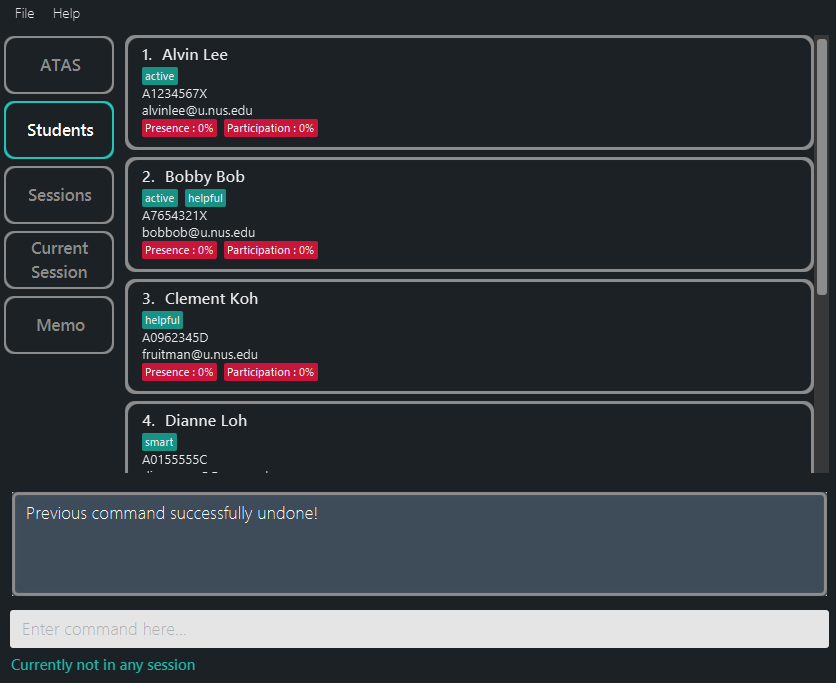 File Help
ATAS
Students
Sessions
Current
Session
Memo
1. Alvin Lee
active
A1234567X
alvinlee@u.nus.edu
Presence : 0% Participation : 0%
2. Bobby Bob
active helpful
A7654321X
bobbob@u.nus.edu
Presence : 0% Participation : 0%
3. Clement Koh
helpful
A0962345D
fruitman@u.nus.edu
Presence : 0% Participation : 0%
4. Dianne Loh
smart
A0155555C
Previous command successfully undone!
Enter command here...
Currently not in any session